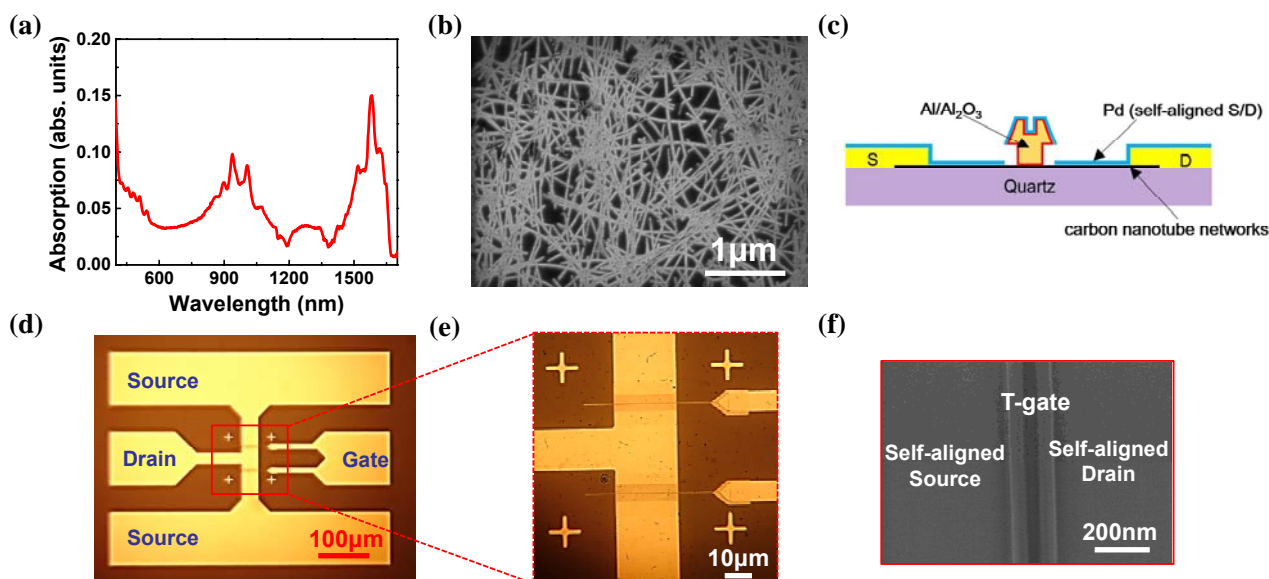 (a)
0.20
0.15
0.10
0.05
0.00
Absorption (abs. units)
600 900 1200 1500
Wavelength (nm)
(b)
1µm
(c)
Al/Al₂O₃
Pd (self-aligned S/D)
S
D
Quartz
carbon nanotube networks
(d)
Source
Drain
Gate
Source
100µm
(e)
10µm
(f)
T-gate
Self-aligned
Source
Self-aligned
Drain
200nm